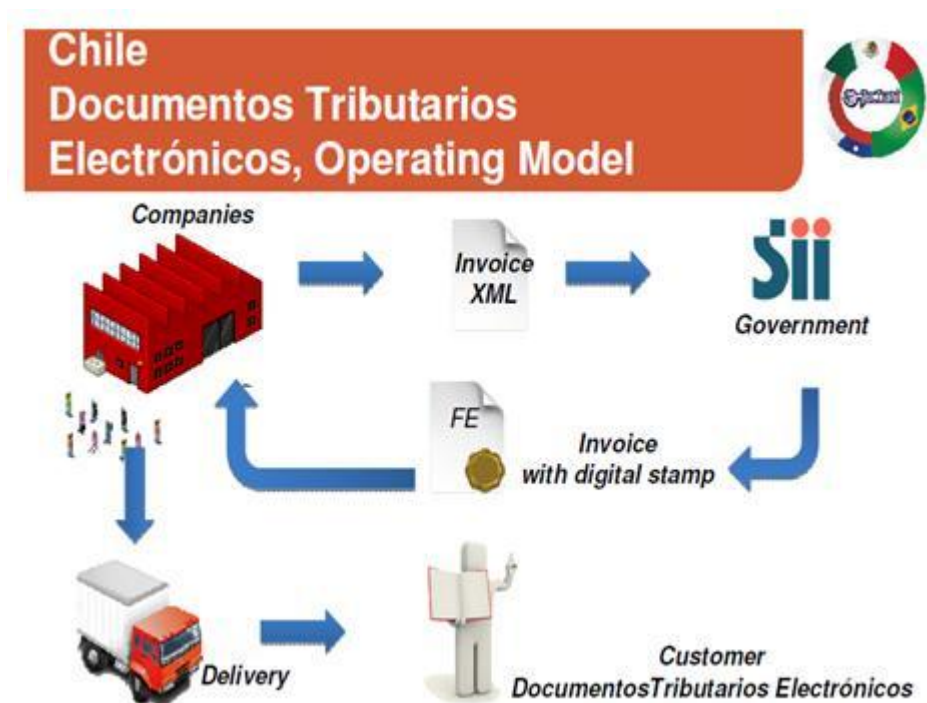 Chile
Documentos Tributarios
Electrónicos, Operating Model
Companies
Invoice
XML
Sii
Government
FE
Invoice
with digital stamp
Delivery
Customer
DocumentosTributarios Electrónicos